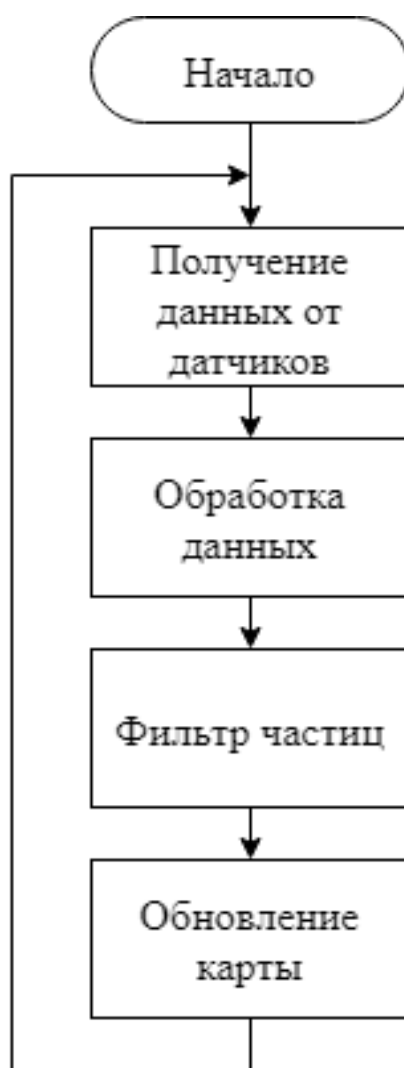 Начало
Получение
данных от
датчиков
Обработка
данных
Фильтр частиц
Обновление
карты